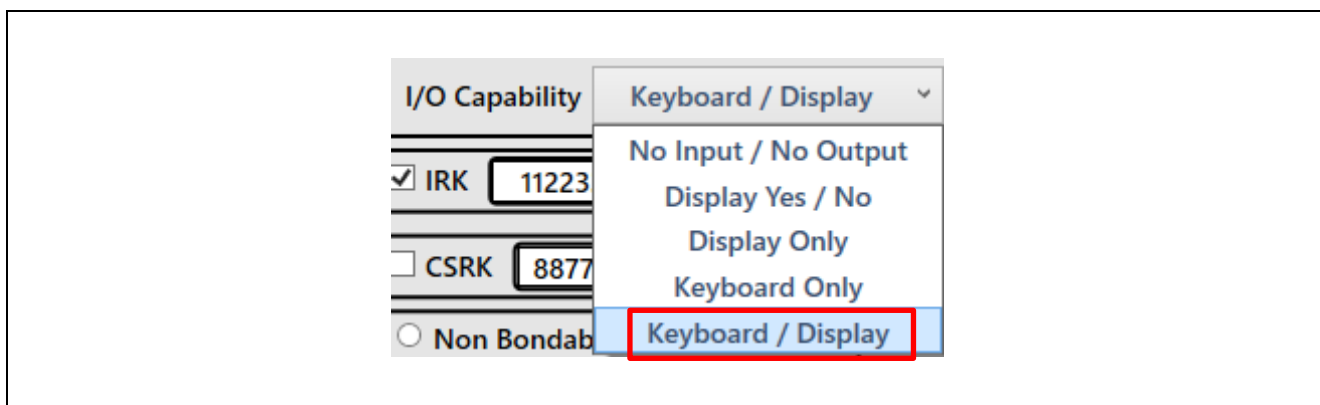 I/O Capability Keyboard / Display
No Input / No Output
IRK 11223
Display Yes / No
Display Only
CSRK 8877
Keyboard Only
Non Bondab
Keyboard / Display